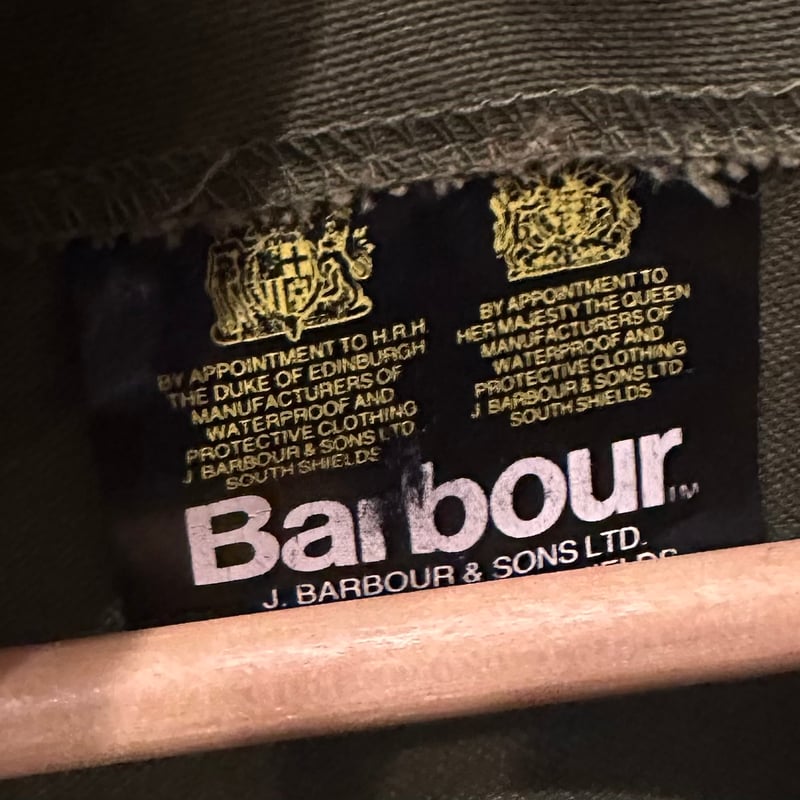 BY APPOINTMENT TO H.R.H.
THE DUKE OF EDINBURGH
MANUFACTURERS OF
WATERPROOF AND
PROTECTIVE CLOTHING
J BARBOUR & SONS LTD.
SOUTH SHIELDS
BY APPOINTMENT TO
HER MAJESTY THE QUEEN
MANUFACTURERS OF
WATERPROOF AND
PROTECTIVE CLOTHING
J BARBOUR & SONS LTD.
SOUTH SHIELDS
Barbour TM
J. BARBOUR & SONS LTD.